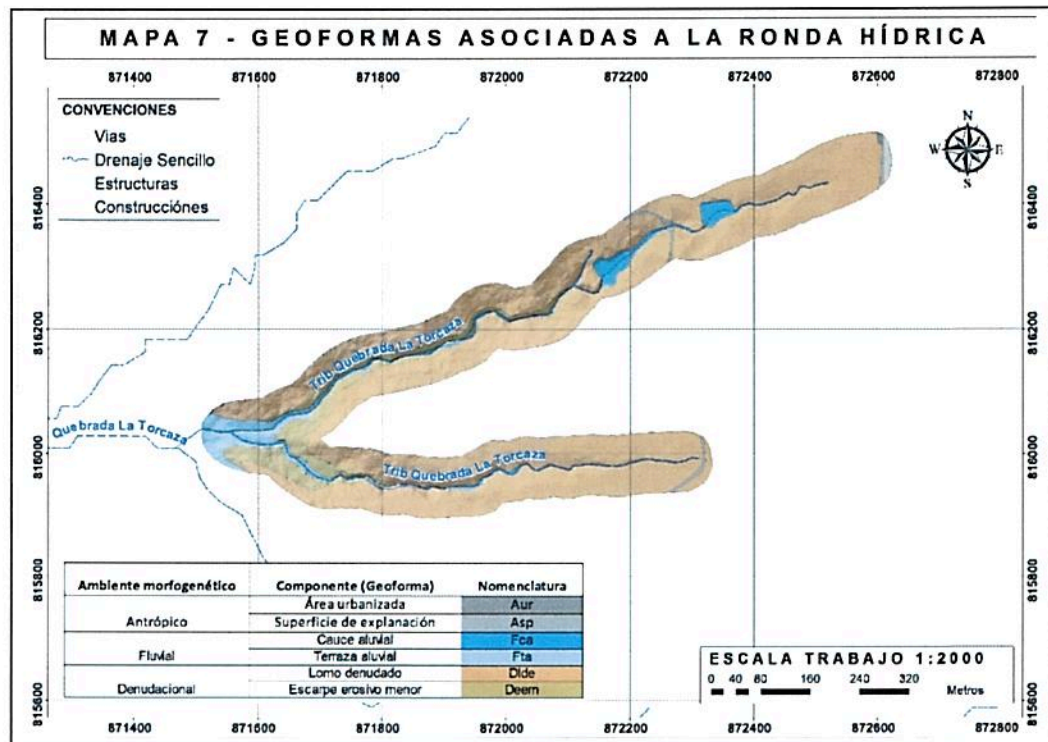 MAPA 7 - GEOFORMAS ASOCIADAS A LA RONDA HÍDRICA
871400 871600 871800 872000 872200 872400 872600 872800
CONVENCIONES
Vias
Drenaje Sencillo
Estructuras
Construcciónes
N
W E
S
816400 816400
816200 816200
Trib Quebrada La Torcaza
Quebrada La Torcaza
816000 816000
Trib Quebrada La Torcaza
815800 815800
Ambiente morfogenético Componente (Geoforma) Nomenclatura
Antrópico
Área urbanizada Aur
Superficie de explanación Asp
Fluvial
Cauce aluvial Fca
Terraza aluvial Fta
Denudacional
Lomo denudado Dlde
Escarpe erosivo menor Deem
ESCALA TRABAJO 1:2000
0 40 80 160 240 320
Metros
815600 815600
871400 871600 871800 872000 872200 872400 872600 872800